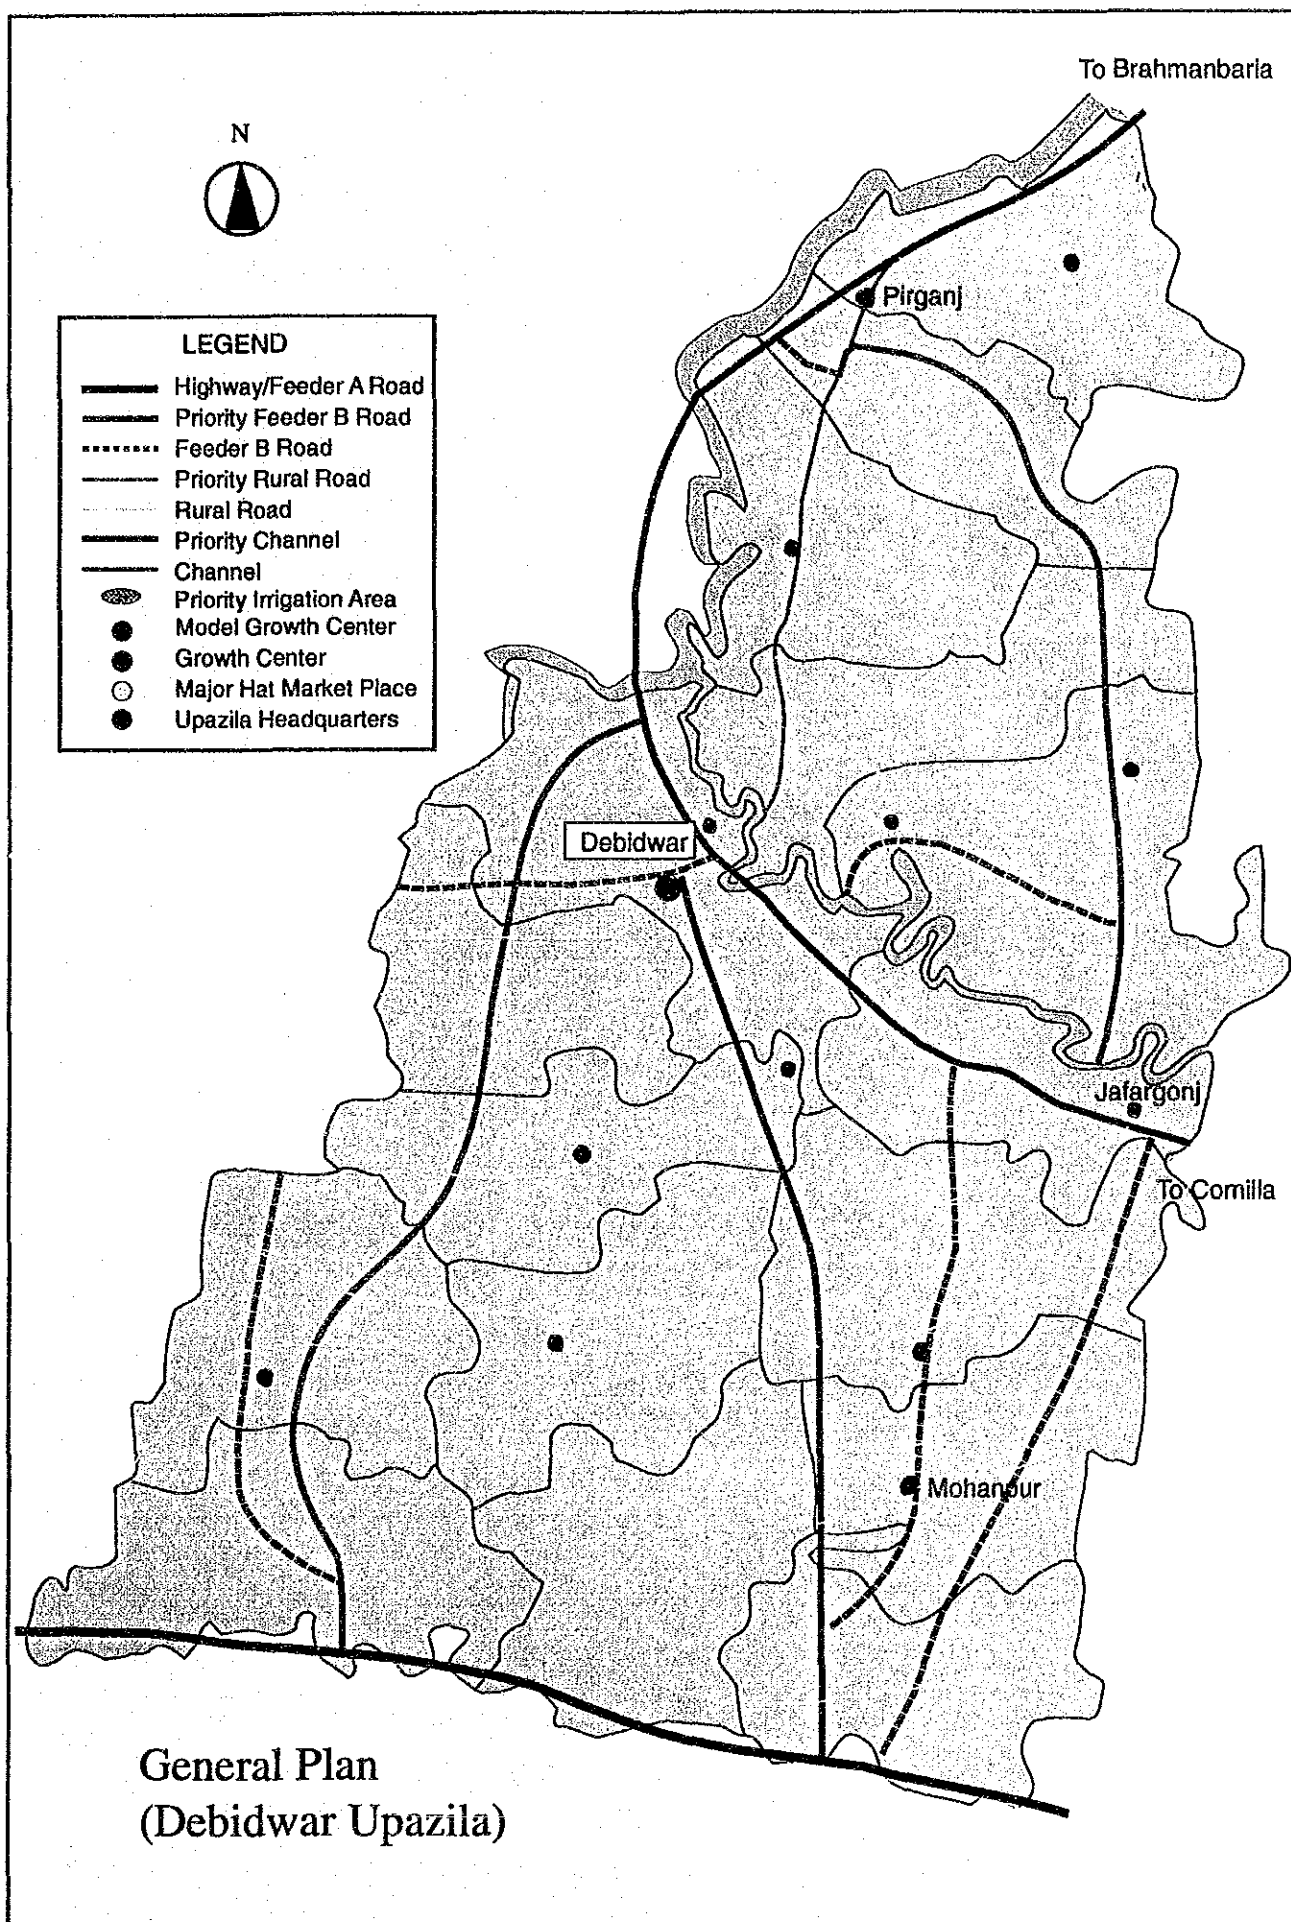 To Brahmanbaria
N
Pirganj
LEGEND
Highway/Feeder A Road
Priority Feeder B Road
Feeder B Road
Priority Rural Road
Rural Road
Priority Channel
Channel
Priority Irrigation Area
Model Growth Center
Growth Center
Major Hat Market Place
Upazila Headquarters
Debidwar
Jafargonj
To Comilla
Mohanpur
General Plan
(Debidwar Upazila)